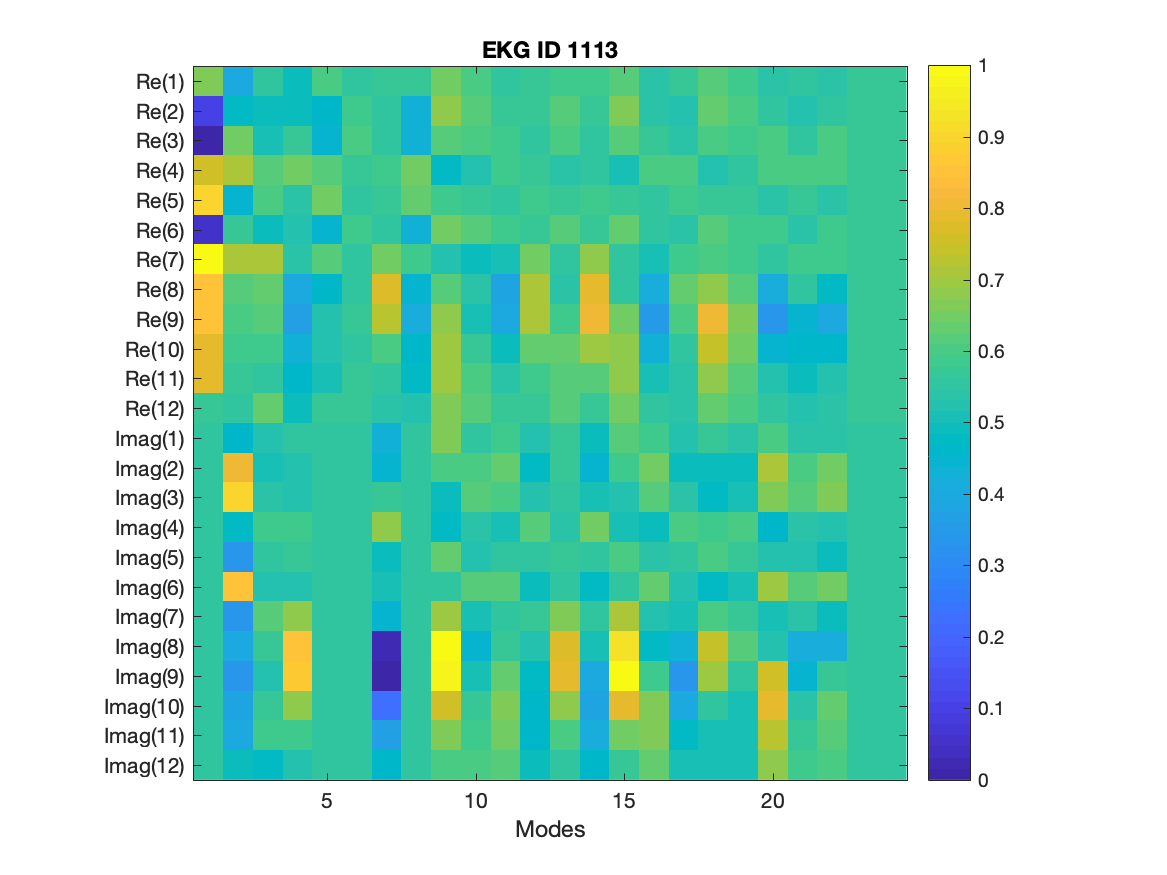 EKG ID 1113
Re(1)
Re(2)
Re(3)
Re(4)
Re(5)
Re(6)
Re(7)
Re(8)
Re(9)
Re(10)
Re(11)
Re(12)
Imag(1)
Imag(2)
Imag(3)
Imag(4)
Imag(5)
Imag(6)
Imag(7)
Imag(8)
Imag(9)
Imag(10)
Imag(11)
Imag(12)
5 10 15 20
Modes
1
0.9
0.8
0.7
0.6
0.5
0.4
0.3
0.2
0.1
0